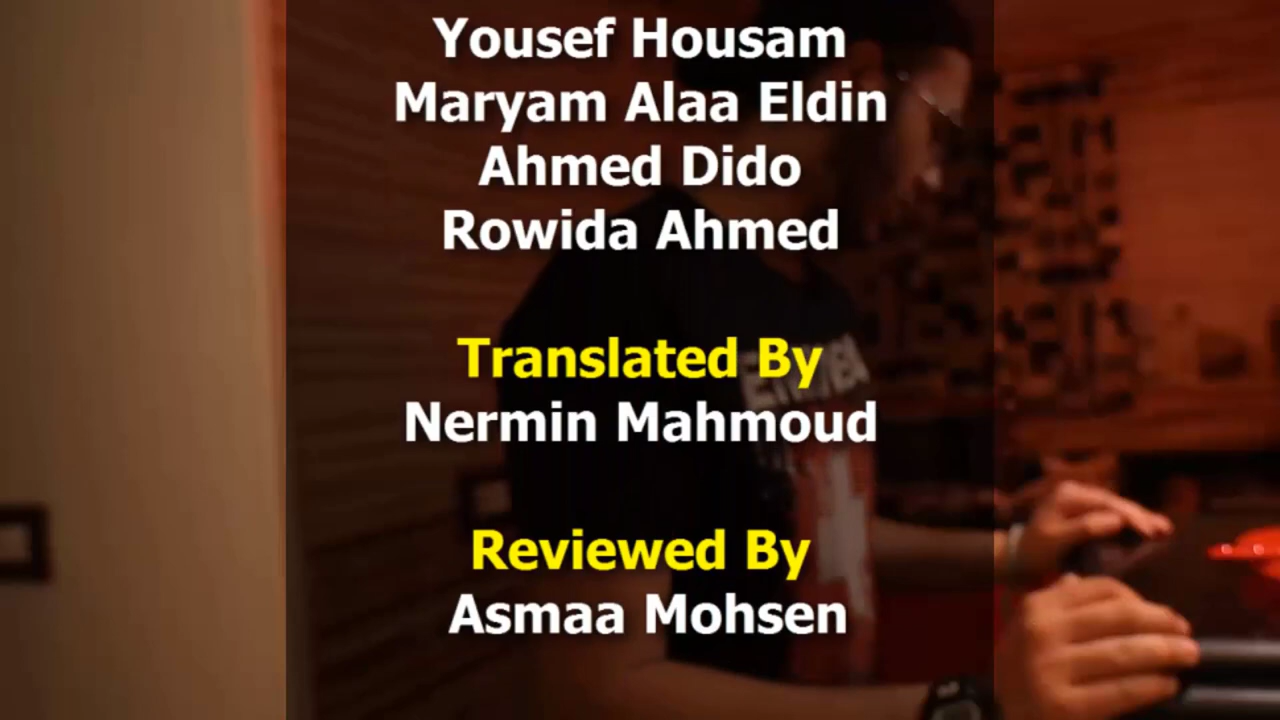 Yousef Housam
Maryam Alaa Eldin
Ahmed Dido
Rowida Ahmed
Translated By
Nermin Mahmoud
Reviewed By
Asmaa Mohsen